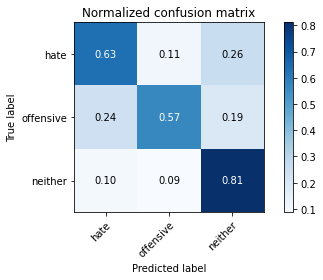 Normalized confusion matrix
True label
hate 0.63 0.11 0.26
offensive 0.24 0.57 0.19
neither 0.10 0.09 0.81
hate offensive neither
Predicted label
0.8
0.7
0.6
0.5
0.4
0.3
0.2
0.1